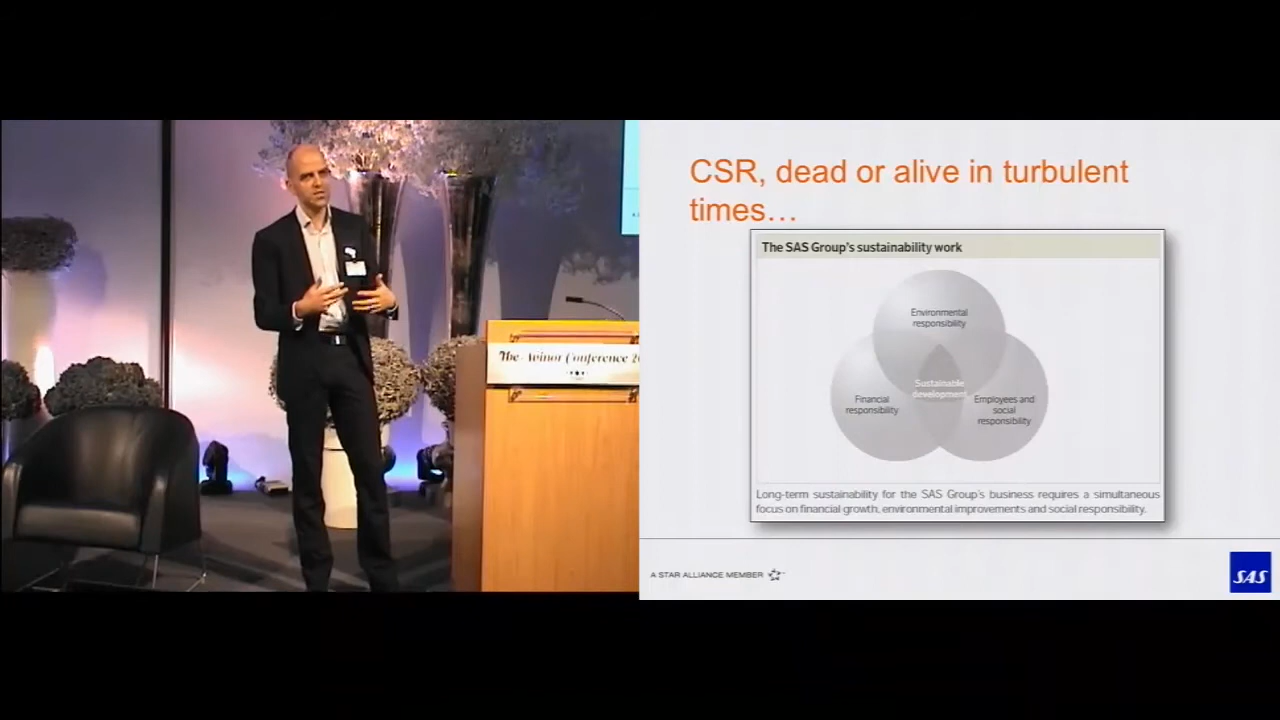 The Avinor Conference
CSR, dead or alive in turbulent
times…
The SAS Group's sustainability work
Environmental
responsibility
Sustainable
development
Financial
responsibility
Employees and
social
responsibility
Long-term sustainability for the SAS Group's business requires a simultaneous
focus on financial growth, environmental improvements and social responsibility.
A STAR ALLIANCE MEMBER
SAS